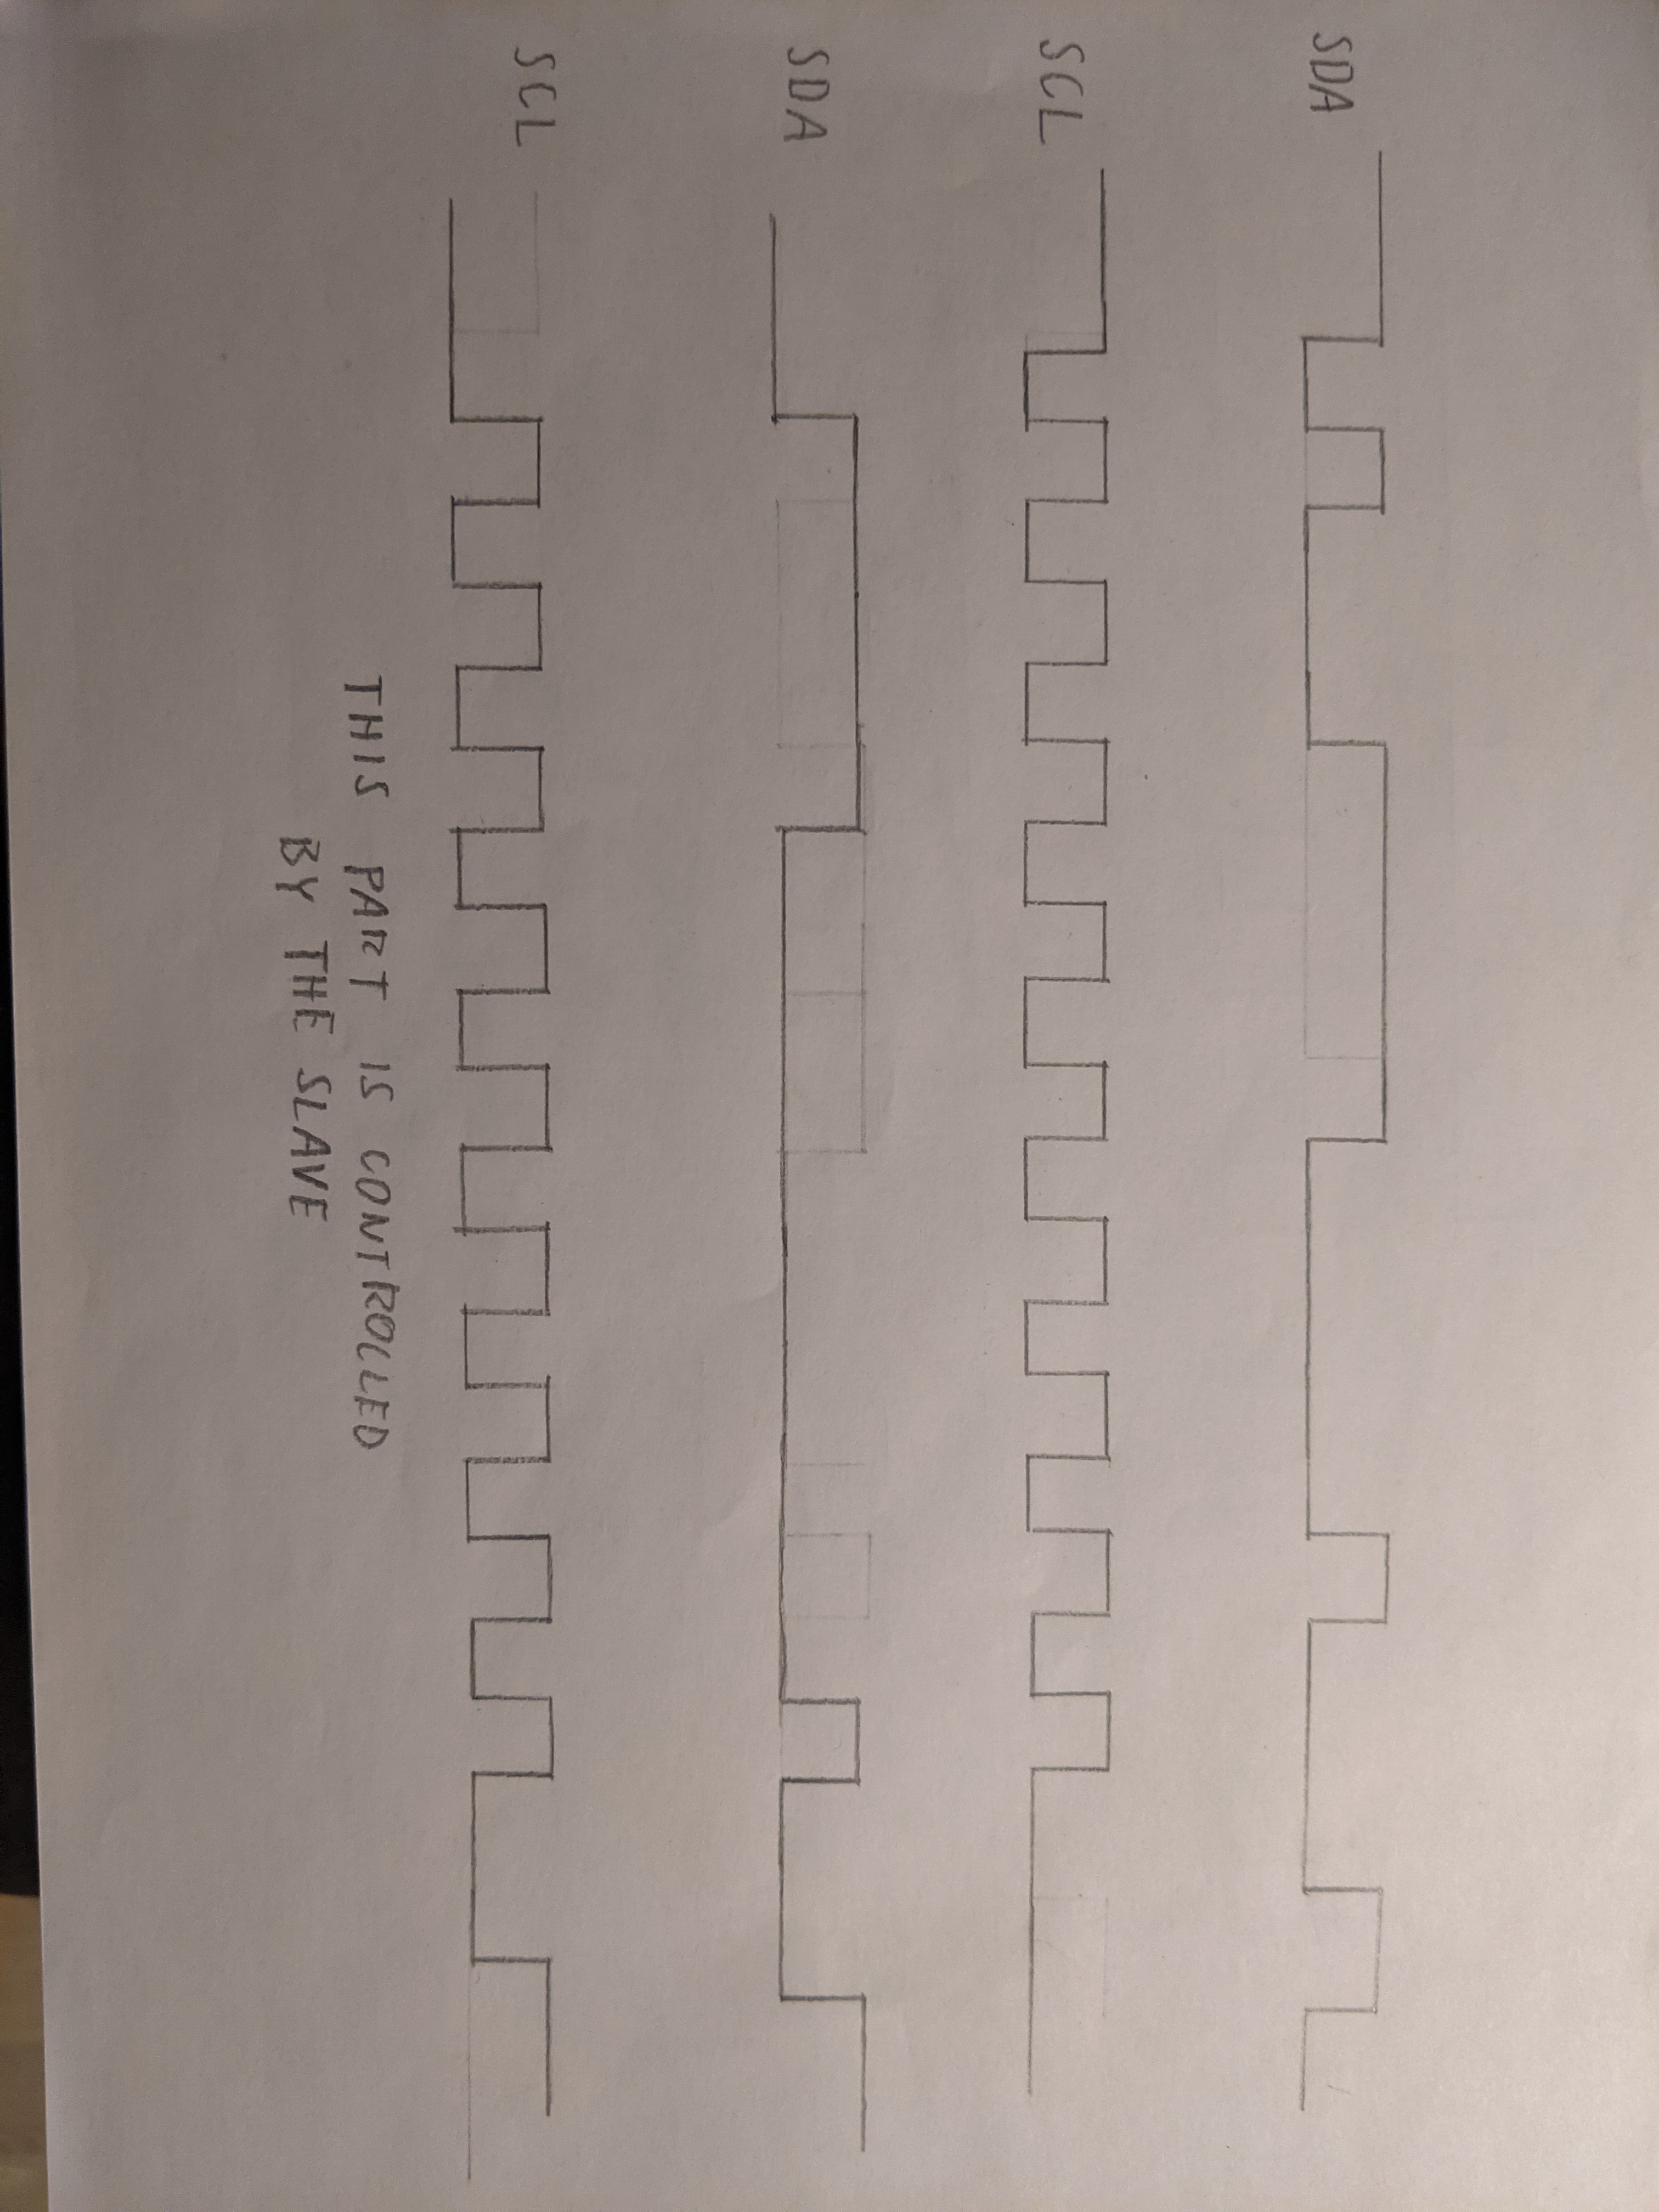 SDA
SCL
SDA
SCL
THIS PART IS CONTROLLED
BY THE SLAVE